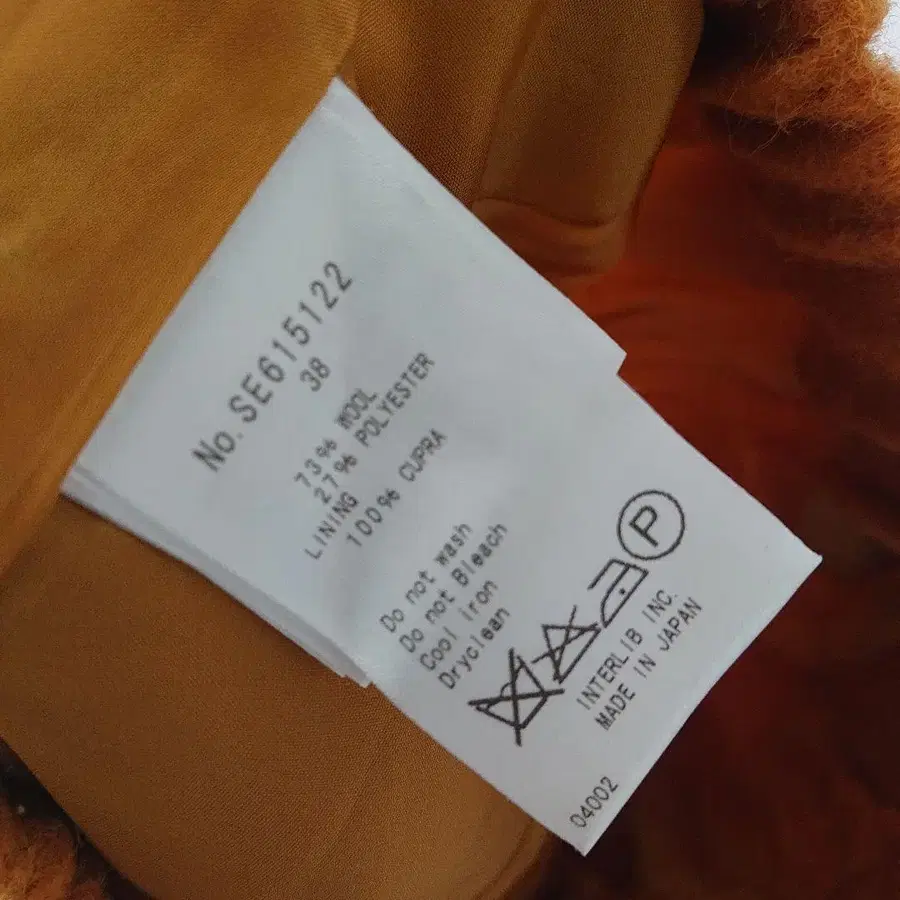 No. SE615122
38
73% WOOL
27% POLYESTER
LINING
100% CUPRA
Do not wash
Do not Bleach
Cool iron
Dryclean
P
INTERLIB INC.
MADE IN JAPAN
04002